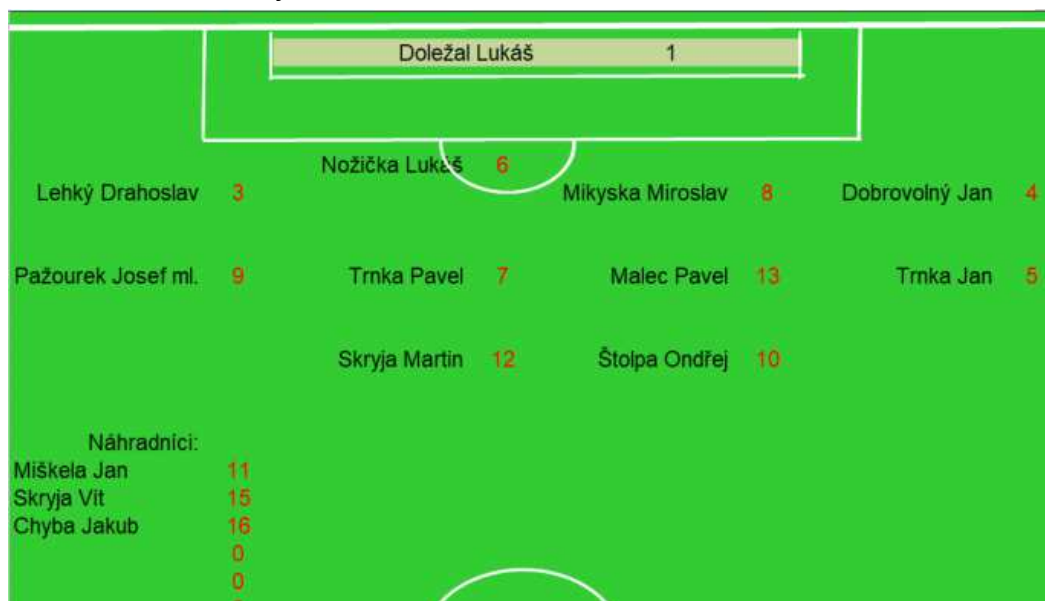 Doležal Lukáš 1
Nožička Lukáš 6
Lehký Drahoslav 3 Mikyska Miroslav 8 Dobrovolný Jan 4
Pažourek Josef ml. 9 Trnka Pavel 7 Malec Pavel 13 Trnka Jan 5
Skryja Martin 12 Štolpa Ondřej 10
Náhradníci:
Miškela Jan 11
Skryja Vít 15
Chyba Jakub 16
0
0